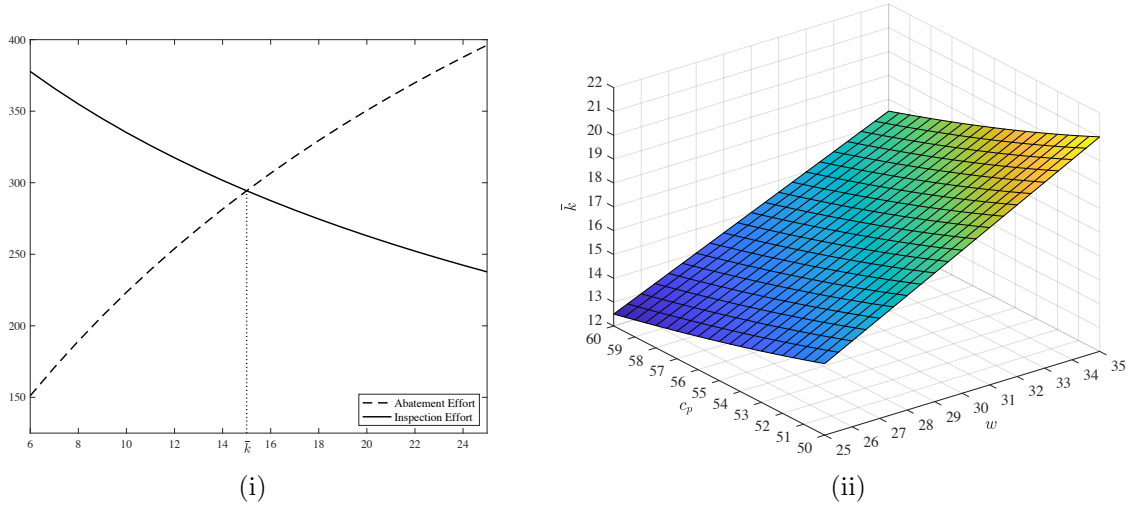 400
350
300
250
200
150
6 8 10 12 14 k̄ 16 18 20 22 24
Abatement Effort
Inspection Effort
(i)
22
21
20
19
18
17
16
15
14
13
12
k̄
60 59 58 57 56 55 54 53 52 51 50
c_p
25 26 27 28 29 30 31 32 33 34 35
w
(ii)